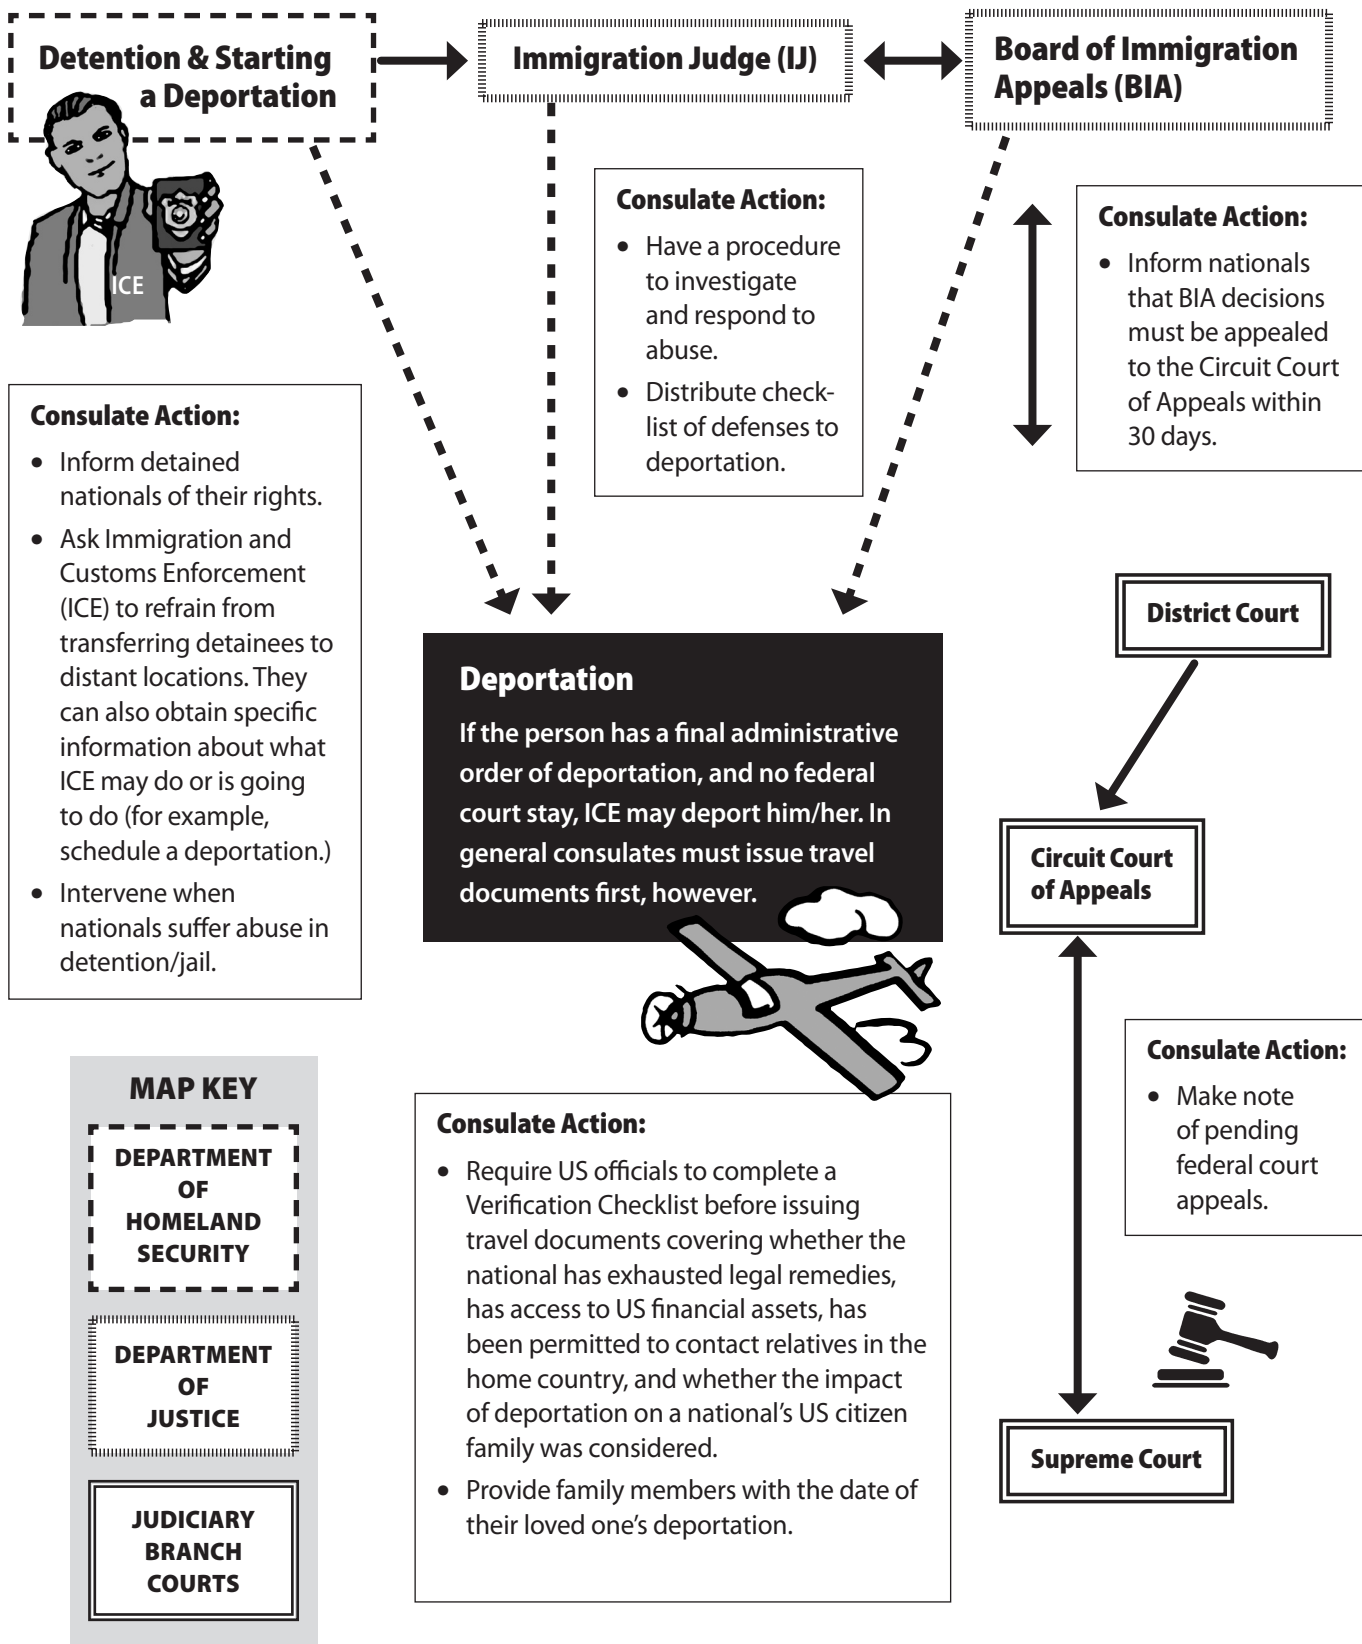 Detention & Starting
a Deportation
Immigration Judge (IJ)
Board of Immigration
Appeals (BIA)
ICE
Consulate Action:
• Have a procedure
to investigate
and respond to
abuse.
• Distribute check-
list of defenses to
deportation.
Consulate Action:
• Inform nationals
that BIA decisions
must be appealed
to the Circuit Court
of Appeals within
30 days.
Consulate Action:
• Inform detained
nationals of their rights.
• Ask Immigration and
Customs Enforcement
(ICE) to refrain from
transferring detainees to
distant locations. They
can also obtain specific
information about what
ICE may do or is going
to do (for example,
schedule a deportation.)
• Intervene when
nationals suffer abuse in
detention/jail.
Deportation
If the person has a final administrative
order of deportation, and no federal
court stay, ICE may deport him/her. In
general consulates must issue travel
documents first, however.
District Court
Circuit Court
of Appeals
Consulate Action:
• Make note
of pending
federal court
appeals.
Supreme Court
Consulate Action:
• Require US officials to complete a
Verification Checklist before issuing
travel documents covering whether the
national has exhausted legal remedies,
has access to US financial assets, has
been permitted to contact relatives in the
home country, and whether the impact
of deportation on a national's US citizen
family was considered.
• Provide family members with the date of
their loved one's deportation.
MAP KEY
DEPARTMENT
OF
HOMELAND
SECURITY
DEPARTMENT
OF
JUSTICE
JUDICIARY
BRANCH
COURTS